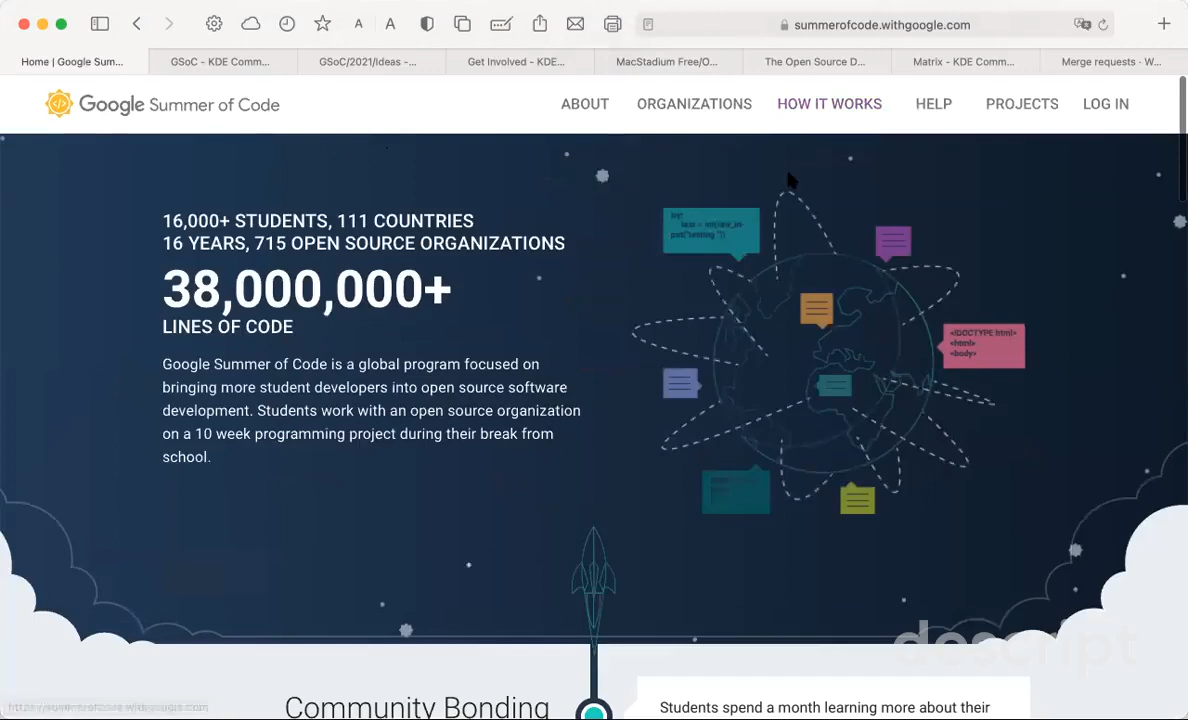 summerofcode.withgoogle.com
Home | Google Sum...
GSoC - KDE Comm...
GSoC/2021/Ideas -...
Get Involved - KDE...
MacStadium Free/O...
The Open Source D...
Matrix - KDE Comm...
Merge requests · W...
Google Summer of Code
ABOUT
ORGANIZATIONS
HOW IT WORKS
HELP
PROJECTS
LOG IN
16,000+ STUDENTS, 111 COUNTRIES
16 YEARS, 715 OPEN SOURCE ORGANIZATIONS
38,000,000+
LINES OF CODE
Google Summer of Code is a global program focused on
bringing more student developers into open source software
development. Students work with an open source organization
on a 10 week programming project during their break from
school.
<!DOCTYPE html>
<html>
<body>
descript
Community Bonding
Students spend a month learning more about their